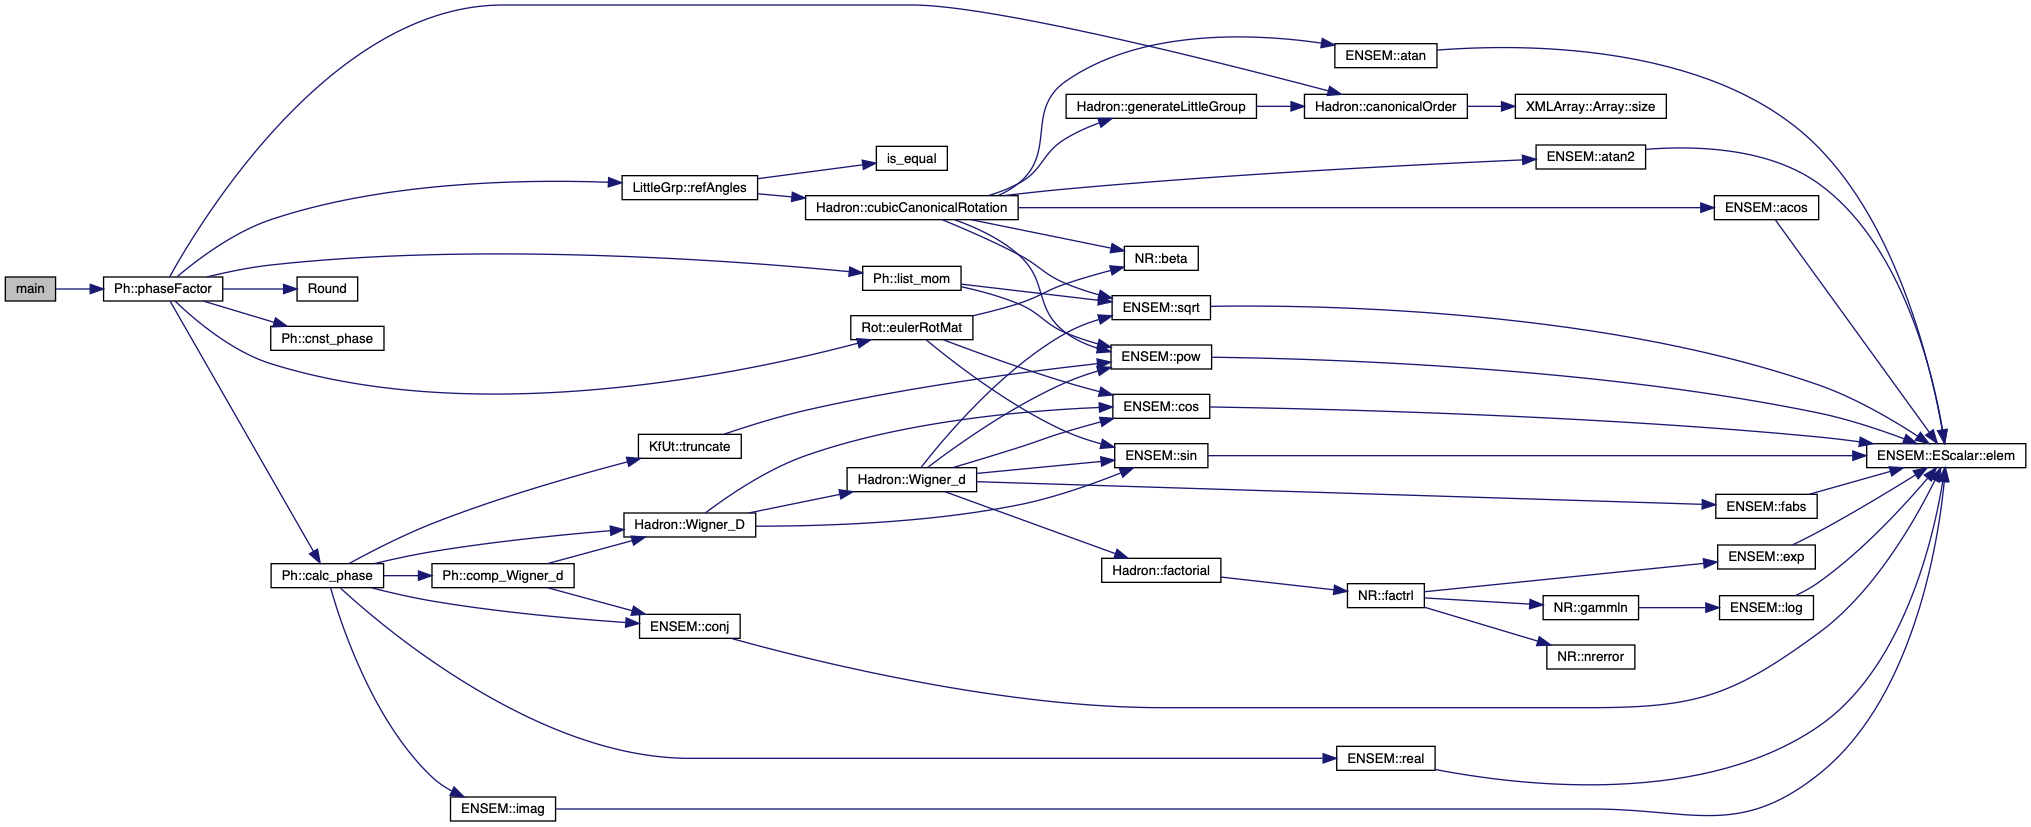 main
Ph::phaseFactor
Round
Ph::cnst_phase
Ph::calc_phase
Ph::comp_Wigner_d
ENSEM::imag
LittleGrp::refAngles
KfUt::truncate
Hadron::Wigner_D
ENSEM::conj
is_equal
Hadron::cubicCanonicalRotation
Ph::list_mom
Rot::eulerRotMat
Hadron::Wigner_d
Hadron::generateLittleGroup
NR::beta
ENSEM::sqrt
ENSEM::pow
ENSEM::cos
ENSEM::sin
Hadron::factorial
ENSEM::atan
Hadron::canonicalOrder
NR::factrl
ENSEM::real
XMLArray::Array::size
ENSEM::atan2
NR::gammln
NR::nrerror
ENSEM::acos
ENSEM::fabs
ENSEM::exp
ENSEM::log
ENSEM::EScalar::elem